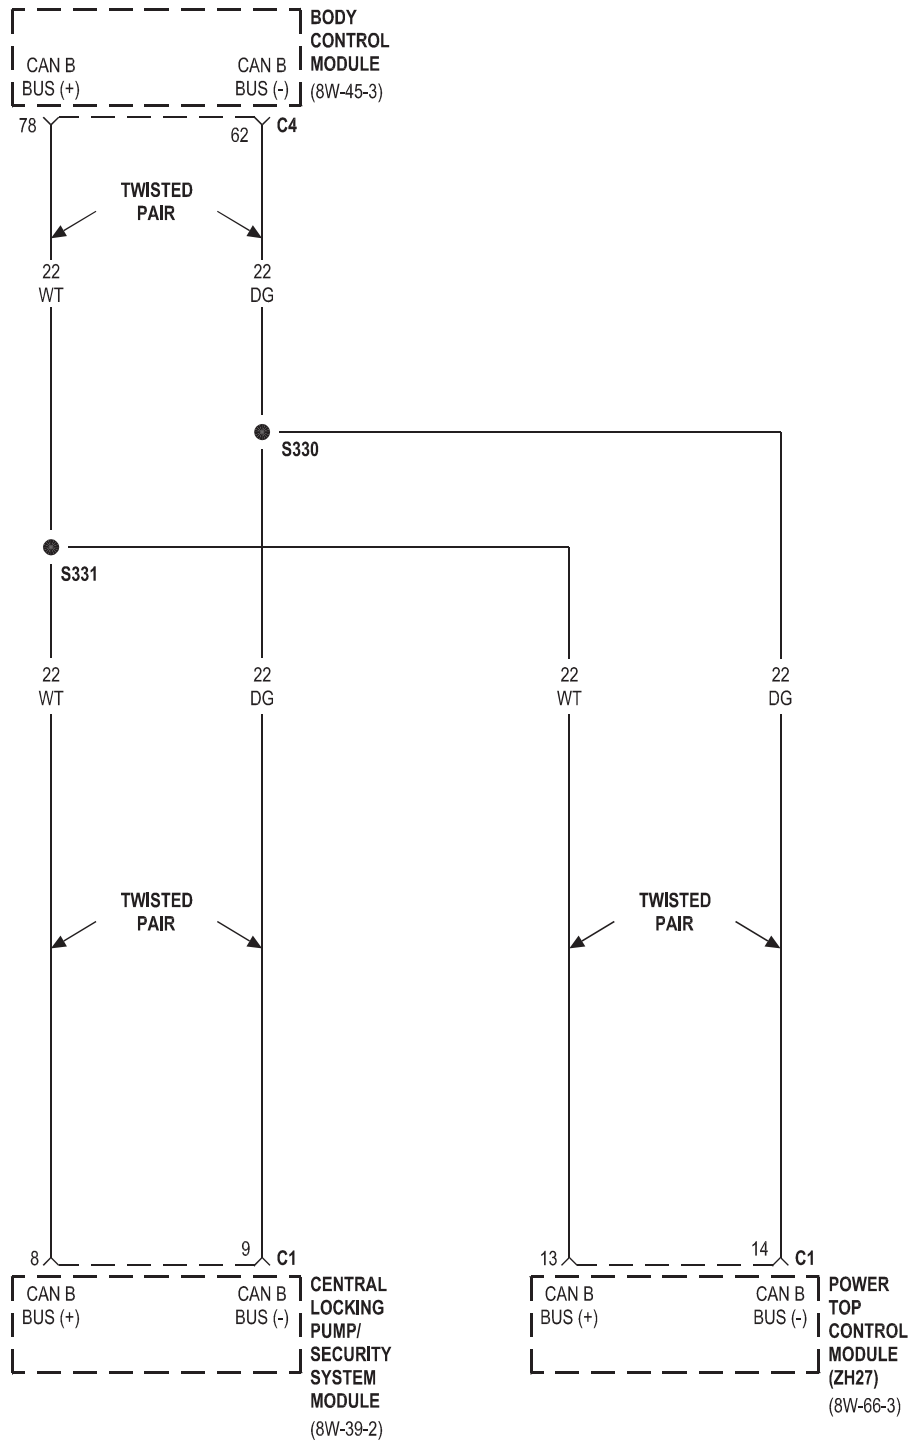 CAN B
BUS (+)
CAN B
BUS (-)
BODY
CONTROL
MODULE
(8W-45-3)
78
62
C4
TWISTED
PAIR
22
WT
22
DG
S330
S331
22
WT
22
DG
22
WT
22
DG
TWISTED
PAIR
TWISTED
PAIR
8
9
C1
13
14
C1
CAN B
BUS (+)
CAN B
BUS (-)
CENTRAL
LOCKING
PUMP/
SECURITY
SYSTEM
MODULE
(8W-39-2)
CAN B
BUS (+)
CAN B
BUS (-)
POWER
TOP
CONTROL
MODULE
(ZH27)
(8W-66-3)